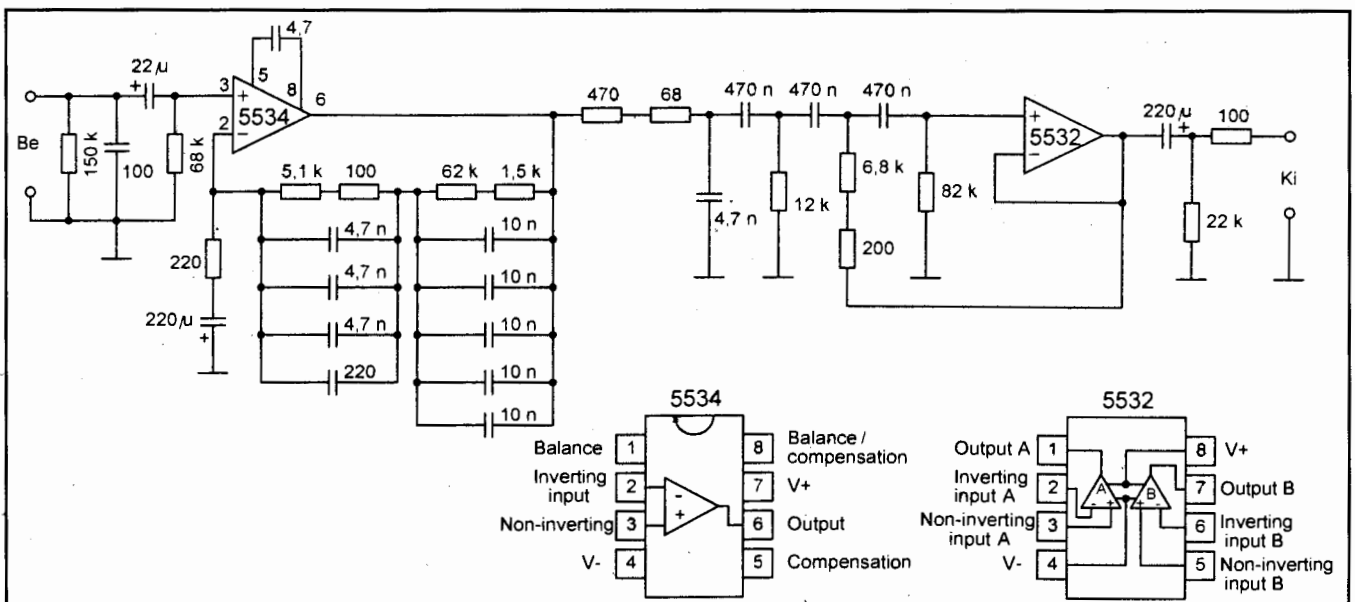 4,7
22 µ
5
8
3
+
5534
6
2
−
Be
150 k
100
68 k
5,1 k
100
62 k
1,5 k
4,7 n
10 n
220
4,7 n
10 n
220 µ
4,7 n
10 n
220
10 n
10 n
470
68
470 n
470 n
470 n
4,7 n
12 k
6,8 k
200
82 k
+
5532
−
220 µ
100
22 k
Ki
5534
Balance 1
Inverting input 2
Non-inverting 3
V- 4
8 Balance / compensation
7 V+
6 Output
5 Compensation
-
+
5532
Output A 1
Inverting input A 2
Non-inverting input A 3
V- 4
A
B
8 V+
7 Output B
6 Inverting input B
5 Non-inverting input B